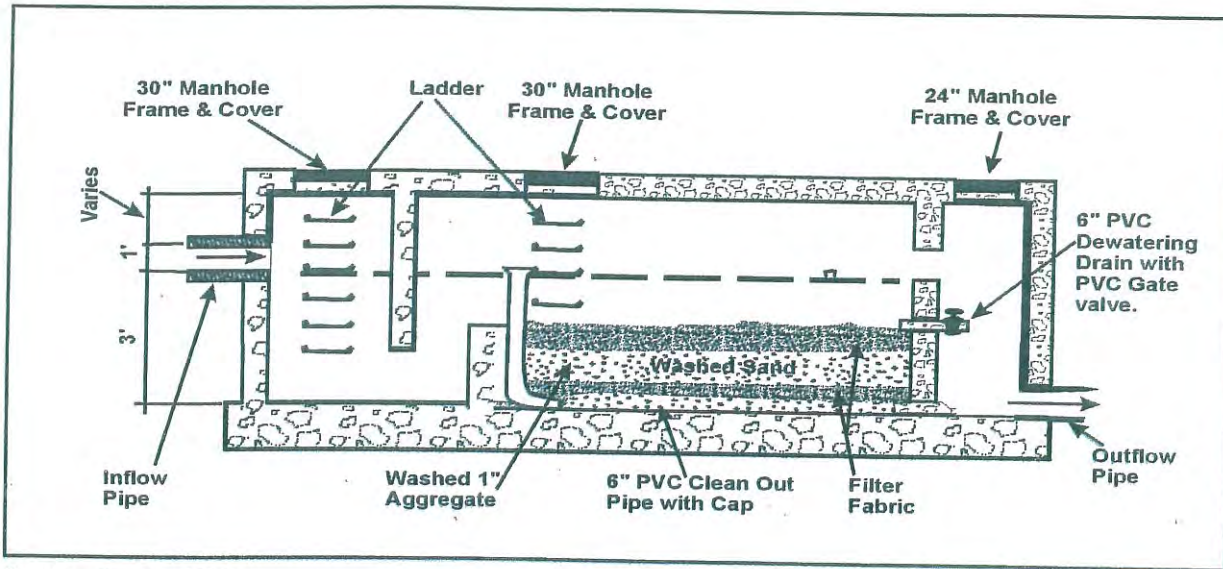 30" Manhole
Frame & Cover
Ladder
30" Manhole
Frame & Cover
24" Manhole
Frame & Cover
Varies
1'
3'
6" PVC
Dewatering
Drain with
PVC Gate
valve.
Washed Sand
Inflow
Pipe
Washed 1"
Aggregate
6" PVC Clean Out
Pipe with Cap
Filter
Fabric
Outflow
Pipe